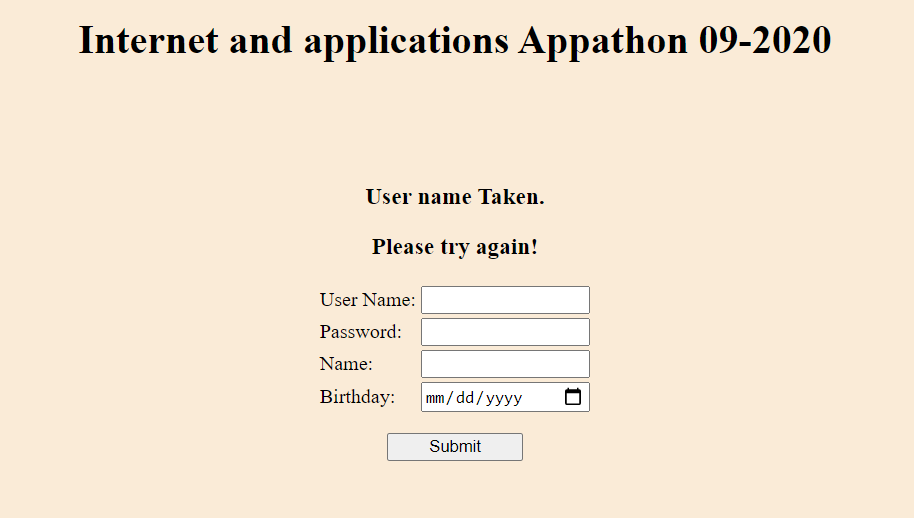 Internet and applications Appathon 09-2020
User name Taken.
Please try again!
User Name:
Password:
Name:
Birthday: mm/dd/yyyy
Submit